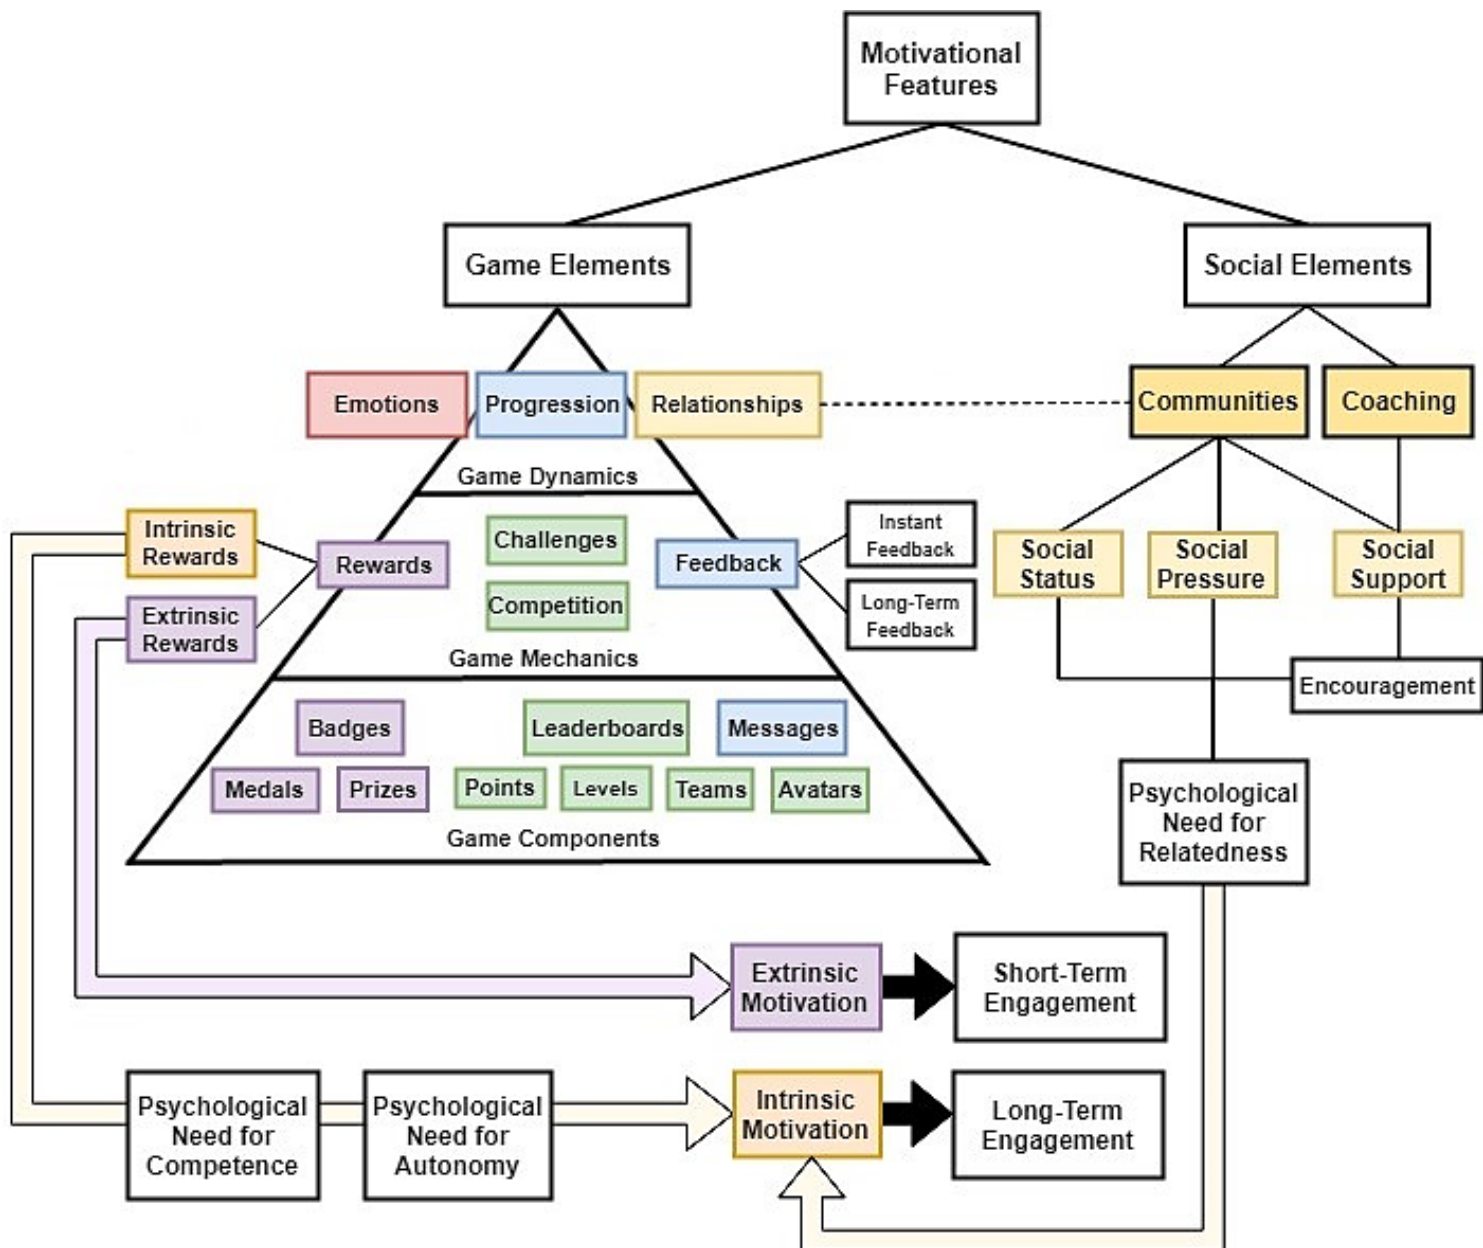 Motivational
Features
Game Elements
Social Elements
Emotions
Progression
Relationships
Communities
Coaching
Game Dynamics
Intrinsic
Rewards
Extrinsic
Rewards
Rewards
Challenges
Competition
Feedback
Instant
Feedback
Long-Term
Feedback
Social
Status
Social
Pressure
Social
Support
Game Mechanics
Encouragement
Badges
Leaderboards
Messages
Medals
Prizes
Points
Levels
Teams
Avatars
Game Components
Psychological
Need for
Relatedness
Extrinsic
Motivation
Short-Term
Engagement
Psychological
Need for
Competence
Psychological
Need for
Autonomy
Intrinsic
Motivation
Long-Term
Engagement